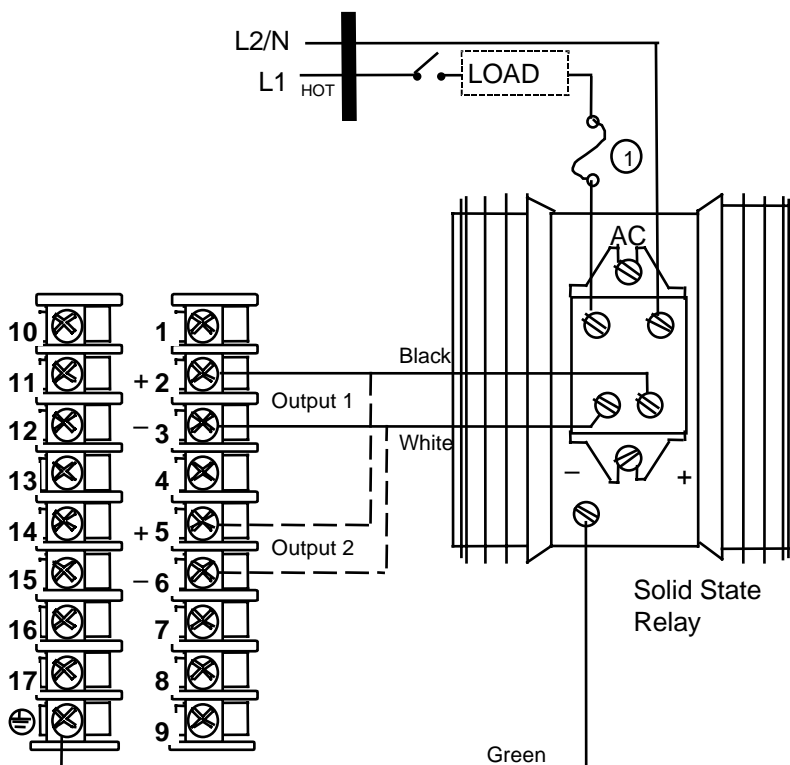 L2/N
L1 HOT
LOAD
1
AC
10
11
12
13
14
15
16
17
1
+ 2
– 3
4
+ 5
– 6
7
8
9
Black
Output 1
White
Output 2
– +
Solid State
Relay
Green